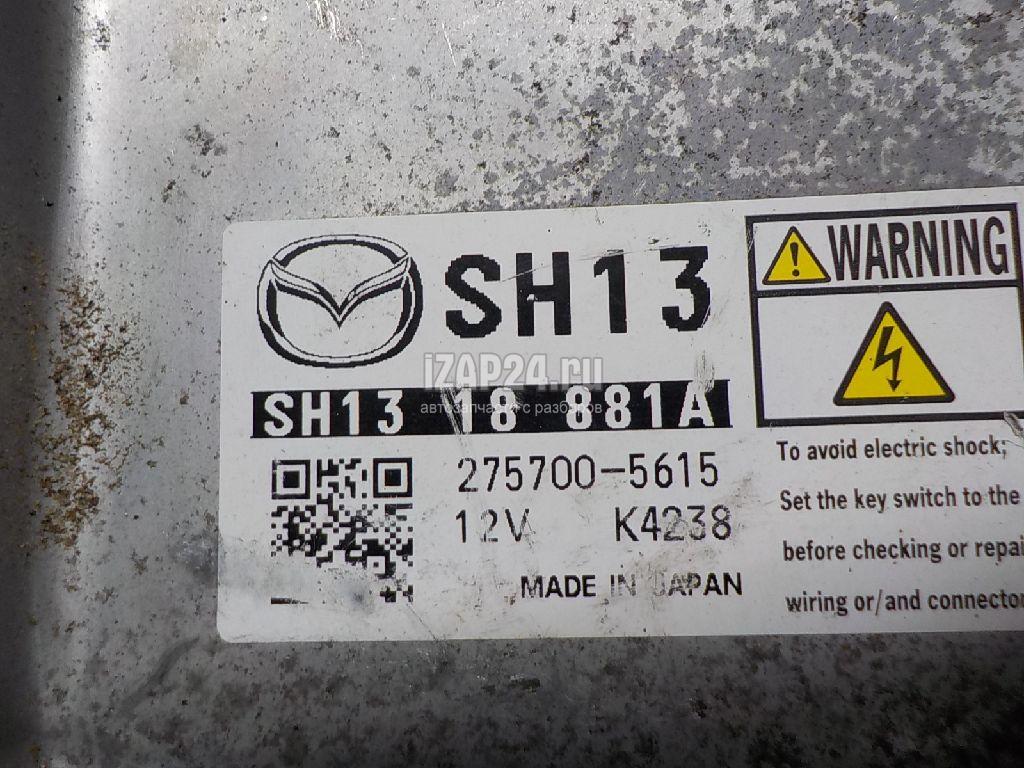 SH13
WARNING
iZAP24.ru
SH13 18 881A
автозапчасти с разборов
275700-5615
12V K4238
MADE IN JAPAN
To avoid electric shock;
Set the key switch to the
before checking or repai
wiring or/and connector